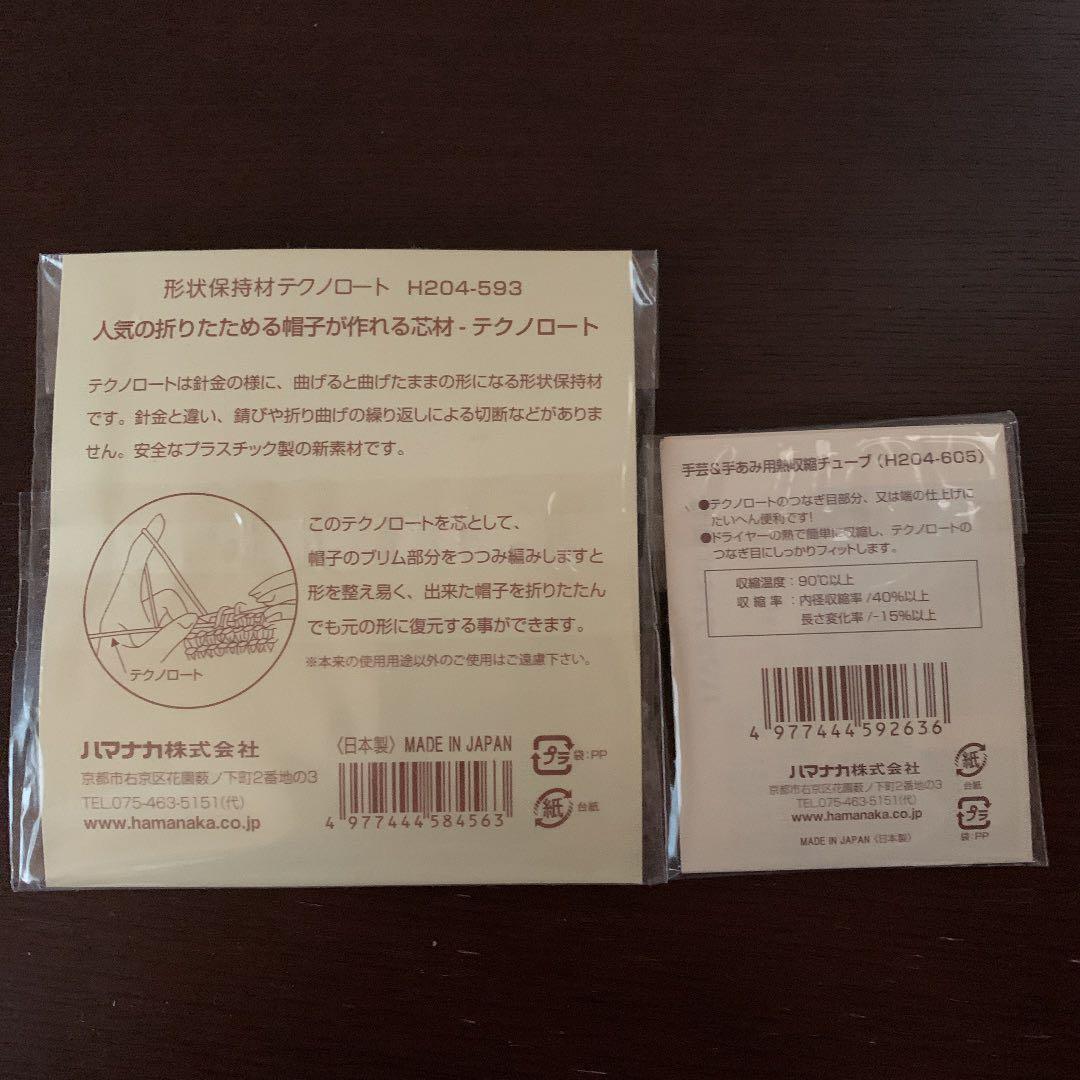 形状保持材テクノロート H204-593
人気の折りたためる帽子が作れる芯材 - テクノロート
テクノロートは針金の様に、曲げると曲げたままの形になる形状保持材
です。針金と違い、錆びや折り曲げの繰り返しによる切断などがありま
せん。安全なプラスチック製の新素材です。
このテクノロートを芯として、
帽子のブリム部分をつつみ編みしますと
形を整え易く、出来た帽子を折りたたん
でも元の形に復元する事ができます。
※本来の使用用途以外のご使用はご遠慮下さい。
テクノロート
ハマナカ株式会社
京都市右京区花園薮ノ下町2番地の3
TEL.075-463-5151(代)
www.hamanaka.co.jp
〈日本製〉 MADE IN JAPAN
4 977444 584563
プラ 袋:PP
紙 台紙
手芸&手あみ用熱収縮チューブ (H204-605)
●テクノロートのつなぎ目部分、又は端の仕上げに
たいへん便利です!
●ドライヤーの熱で簡単に収縮し、テクノロートの
つなぎ目にしっかりフィットします。
収縮温度:90℃以上
収縮率:内径収縮率/40%以上
長さ変化率/-15%以上
4 977444 592636
ハマナカ株式会社
京都市右京区花園薮ノ下町2番地の3
TEL.075-463-5151(代)
www.hamanaka.co.jp
MADE IN JAPAN 〈日本製〉
紙
台紙
プラ
袋:PP